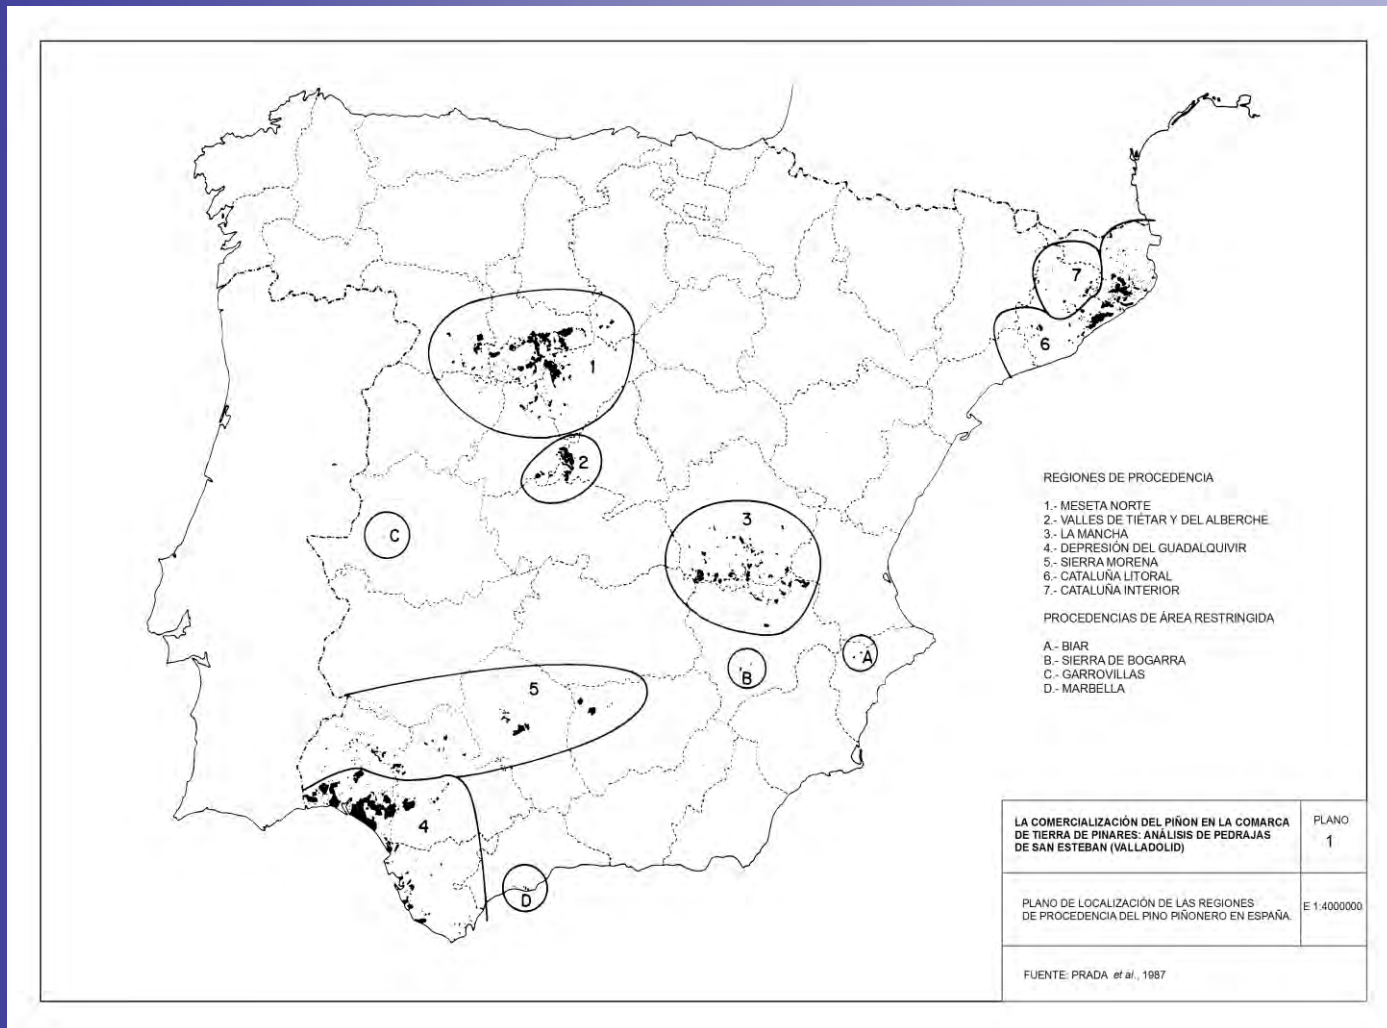 7
6
1
2
C
3
A
B
5
4
D
REGIONES DE PROCEDENCIA
1.- MESETA NORTE
2.- VALLES DE TIÉTAR Y DEL ALBERCHE
3.- LA MANCHA
4.- DEPRESIÓN DEL GUADALQUIVIR
5.- SIERRA MORENA
6.- CATALUÑA LITORAL
7.- CATALUÑA INTERIOR
PROCEDENCIAS DE ÁREA RESTRINGIDA
A.- BIAR
B.- SIERRA DE BOGARRA
C.- GARROVILLAS
D.- MARBELLA
LA COMERCIALIZACIÓN DEL PIÑON EN LA COMARCA
DE TIERRA DE PINARES: ANÁLISIS DE PEDRAJAS
DE SAN ESTEBAN (VALLADOLID)
PLANO
1
PLANO DE LOCALIZACIÓN DE LAS REGIONES
DE PROCEDENCIA DEL PINO PIÑONERO EN ESPAÑA.
E 1:4000000
FUENTE: PRADA et al., 1987